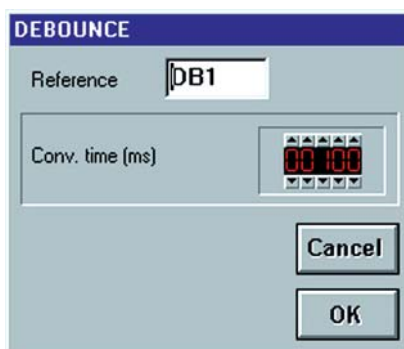 DEBOUNCE
Reference DB1
Conv. time (ms) 00100
Cancel
OK